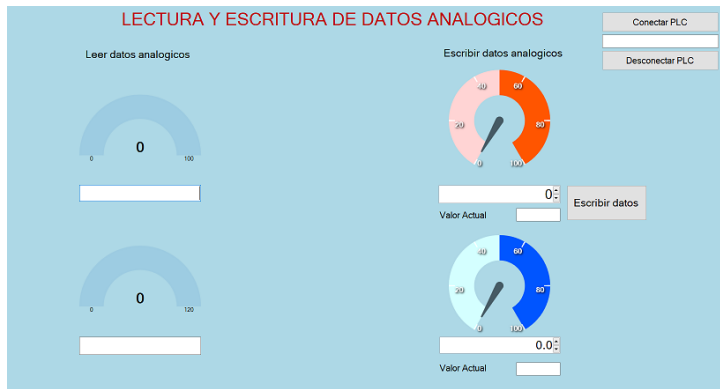 LECTURA Y ESCRITURA DE DATOS ANALOGICOS
Conectar PLC
Desconectar PLC
Leer datos analogicos
Escribir datos analogicos
0
0 100
40 60
20 80
0 100
0
Escribir datos
Valor Actual
0
0 120
40 60
20 80
0 100
0.0
Valor Actual